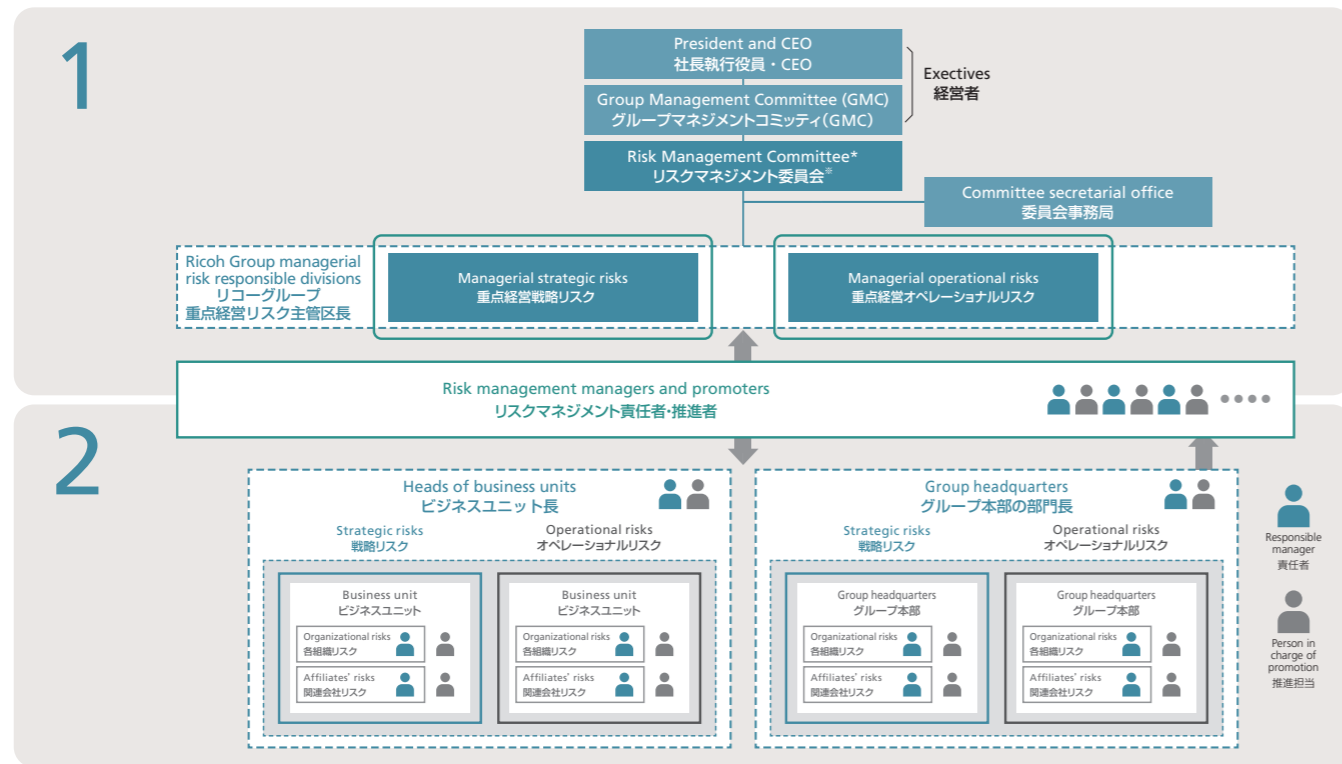 1
President and CEO
社長執行役員・CEO
Group Management Committee (GMC)
グループマネジメントコミッティ(GMC)
Exectives
経営者
Risk Management Committee*
リスクマネジメント委員会※
Committee secretarial office
委員会事務局
Ricoh Group managerial
risk responsible divisions
リコーグループ
重点経営リスク主管区長
Managerial strategic risks
重点経営戦略リスク
Managerial operational risks
重点経営オペレーショナルリスク
Risk management managers and promoters
リスクマネジメント責任者・推進者
2
Heads of business units
ビジネスユニット長
Strategic risks
戦略リスク
Operational risks
オペレーショナルリスク
Business unit
ビジネスユニット
Organizational risks
各組織リスク
Affiliates' risks
関連会社リスク
Business unit
ビジネスユニット
Organizational risks
各組織リスク
Affiliates' risks
関連会社リスク
Group headquarters
グループ本部の部門長
Strategic risks
戦略リスク
Operational risks
オペレーショナルリスク
Group headquarters
グループ本部
Organizational risks
各組織リスク
Affiliates' risks
関連会社リスク
Group headquarters
グループ本部
Organizational risks
各組織リスク
Affiliates' risks
関連会社リスク
Responsible
manager
責任者
Person in
charge of
promotion
推進担当